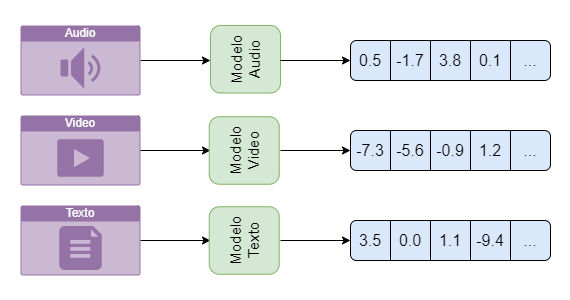 Audio
Modelo
Audio
0.5 -1.7 3.8 0.1 ...
Video
Modelo
Video
-7.3 -5.6 -0.9 1.2 ...
Texto
Modelo
Texto
3.5 0.0 1.1 -9.4 ...